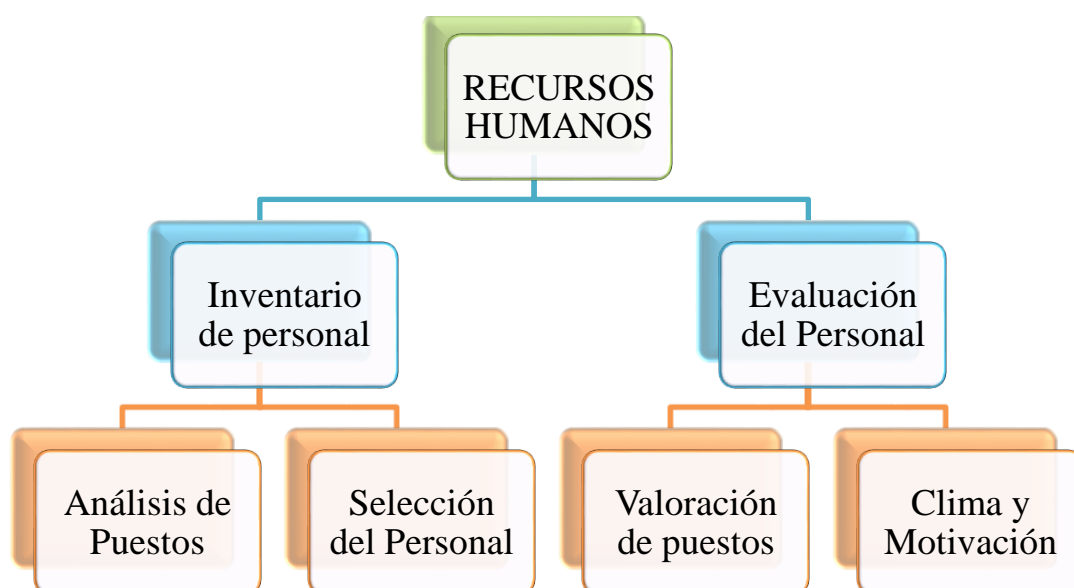 RECURSOS
HUMANOS
Inventario
de personal
Evaluación
del Personal
Análisis de
Puestos
Selección
del Personal
Valoración
de puestos
Clima y
Motivación